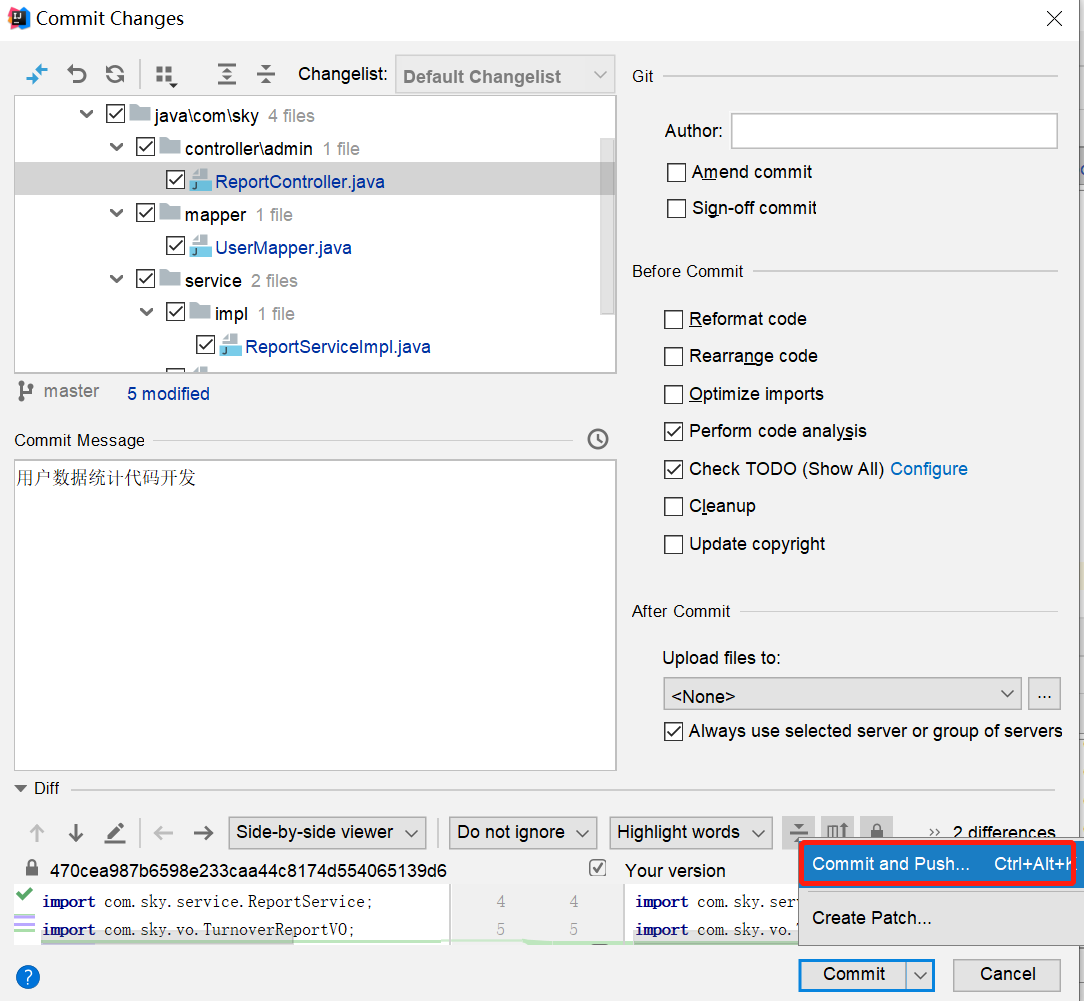 Commit Changes
Changelist: Default Changelist
java\com\sky 4 files
controller\admin 1 file
ReportController.java
mapper 1 file
UserMapper.java
service 2 files
impl 1 file
ReportServiceImpl.java
master 5 modified
Commit Message
用户数据统计代码开发
Git
Author:
Amend commit
Sign-off commit
Before Commit
Reformat code
Rearrange code
Optimize imports
Perform code analysis
Check TODO (Show All) Configure
Cleanup
Update copyright
After Commit
Upload files to:
<None> ...
Always use selected server or group of servers
Diff
Side-by-side viewer Do not ignore Highlight words 2 differences
470cea987b6598e233caa44c8174d554065139d6 Your version
import com.sky.service.ReportService; 4 4 import com.sky.ser
import com.sky.vo.TurnoverReportVO; 5 5 import com.sky.vo.
Commit and Push... Ctrl+Alt+K
Create Patch...
? Commit Cancel